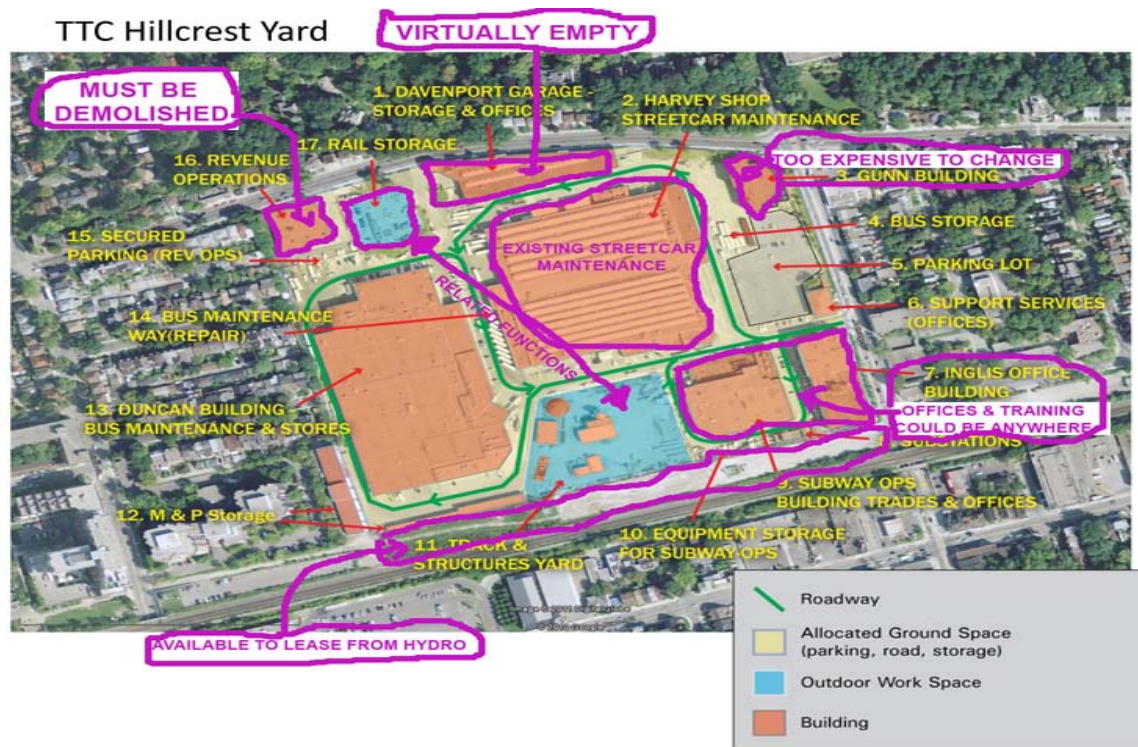 TTC Hillcrest Yard
VIRTUALLY EMPTY
MUST BE
DEMOLISHED
1. DAVENPORT GARAGE -
STORAGE & OFFICES
2. HARVEY SHOP -
STREETCAR MAINTENANCE
17. RAIL STORAGE
16. REVENUE
OPERATIONS
TOO EXPENSIVE TO CHANGE
3. GUNN BUILDING
4. BUS STORAGE
15. SECURED
PARKING (REV OPS)
EXISTING STREETCAR
MAINTENANCE
5. PARKING LOT
RELATED FUNCTIONS
14. BUS MAINTENANCE
WAY(REPAIR)
6. SUPPORT SERVICES
(OFFICES)
7. INGLIS OFFICE
BUILDING
13. DUNCAN BUILDING -
BUS MAINTENANCE & STORES
OFFICES & TRAINING
COULD BE ANYWHERE
SUBSTATIONS
9. SUBWAY OPS
BUILDING TRADES & OFFICES
12. M & P Storage
11. TRACK &
STRUCTURES YARD
10. EQUIPMENT STORAGE
FOR SUBWAY OPS
AVAILABLE TO LEASE FROM HYDRO
Roadway
Allocated Ground Space
(parking, road, storage)
Outdoor Work Space
Building